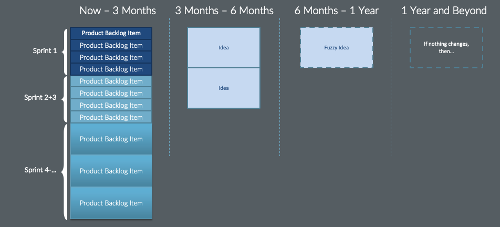 Now – 3 Months
3 Months – 6 Months
6 Months – 1 Year
1 Year and Beyond
Sprint 1
Product Backlog Item
Product Backlog Item
Product Backlog Item
Product Backlog Item
Sprint 2+3
Product Backlog Item
Product Backlog Item
Product Backlog Item
Product Backlog Item
Sprint 4-...
Product Backlog Item
Product Backlog Item
Product Backlog Item
Idea
Idea
Fuzzy Idea
If nothing changes,
then...